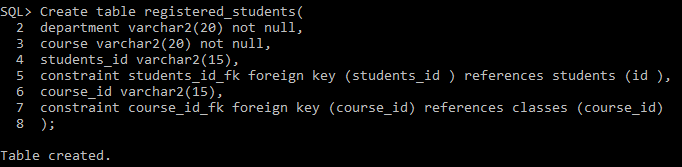 SQL> Create table registered_students(
2 department varchar2(20) not null,
3 course varchar2(20) not null,
4 students_id varchar2(15),
5 constraint students_id_fk foreign key (students_id ) references students (id ),
6 course_id varchar2(15),
7 constraint course_id_fk foreign key (course_id) references classes (course_id)
8 );
Table created.